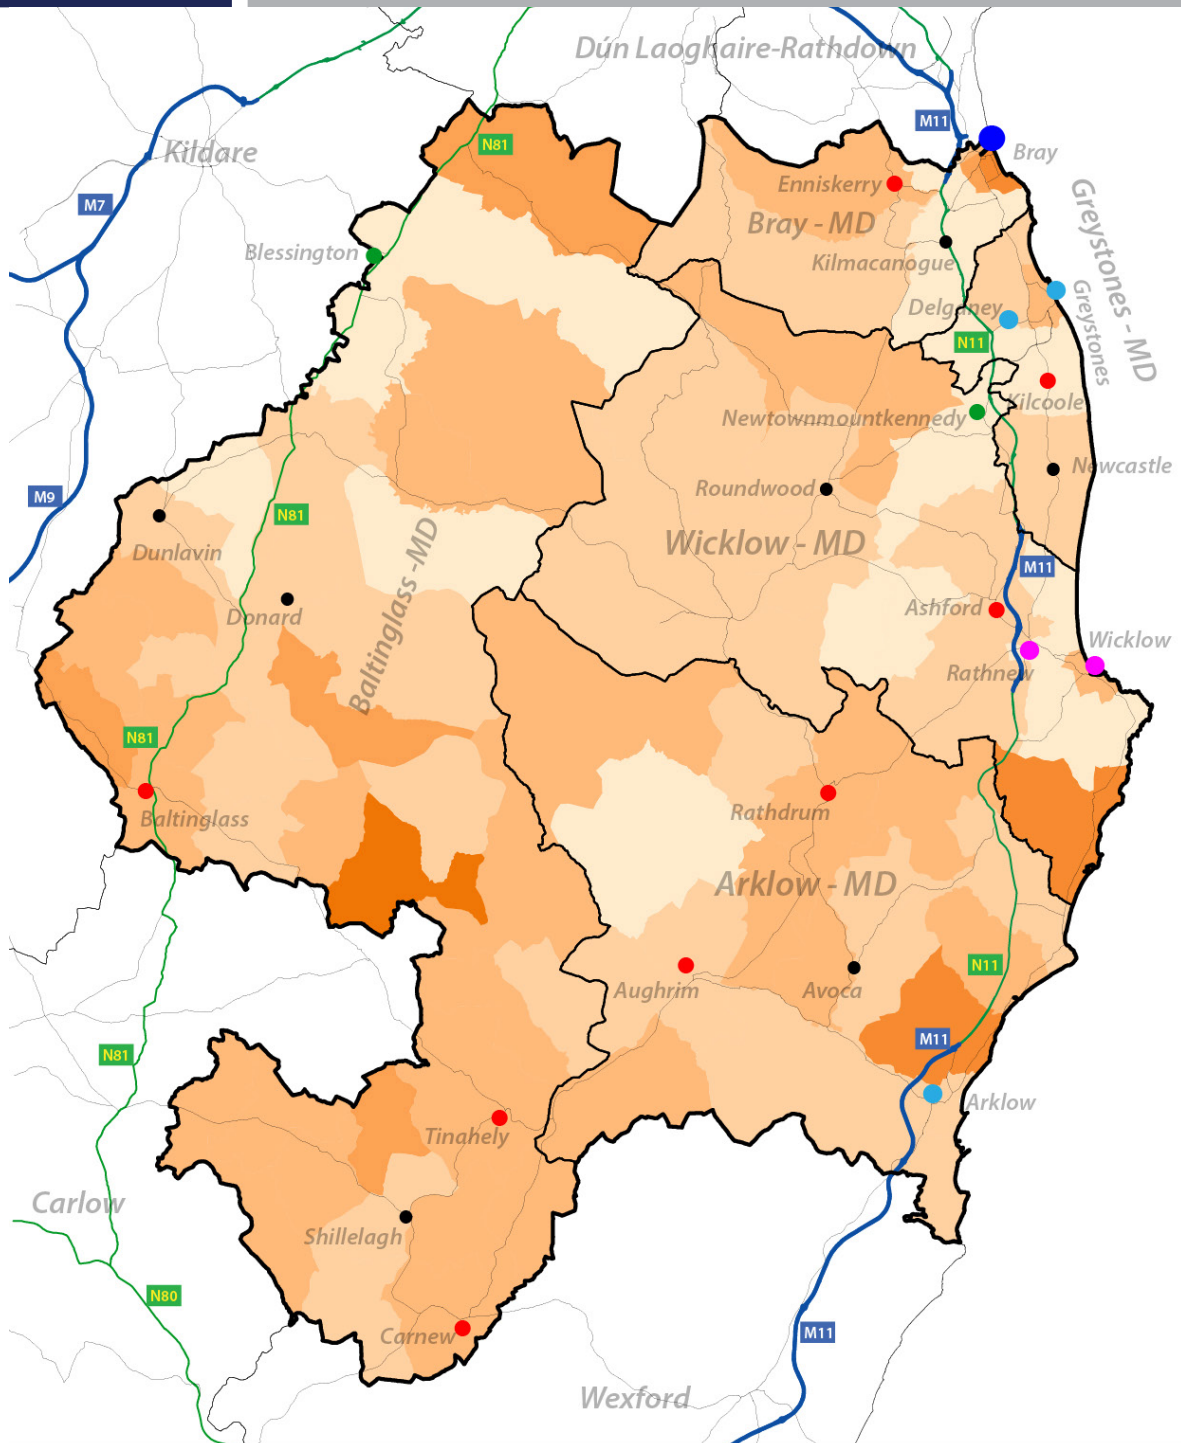 Dún Laoghaire-Rathdown
M11
N81
Kildare
Bray
Enniskerry
M7
Bray - MD
Greystones - MD
Blessington
Kilmacanogue
Delganey
Greystones
N11
Kilcoole
Newtownmountkennedy
Newcastle
Roundwood
M9
N81
Wicklow - MD
Dunlavin
Baltinglass -MD
M11
Ashford
Donard
Wicklow
Rathnew
N81
Rathdrum
Baltinglass
Arklow - MD
N11
Aughrim
Avoca
M11
N81
Arklow
Tinahely
Carlow
Shillelagh
N80
M11
Carnew
Wexford